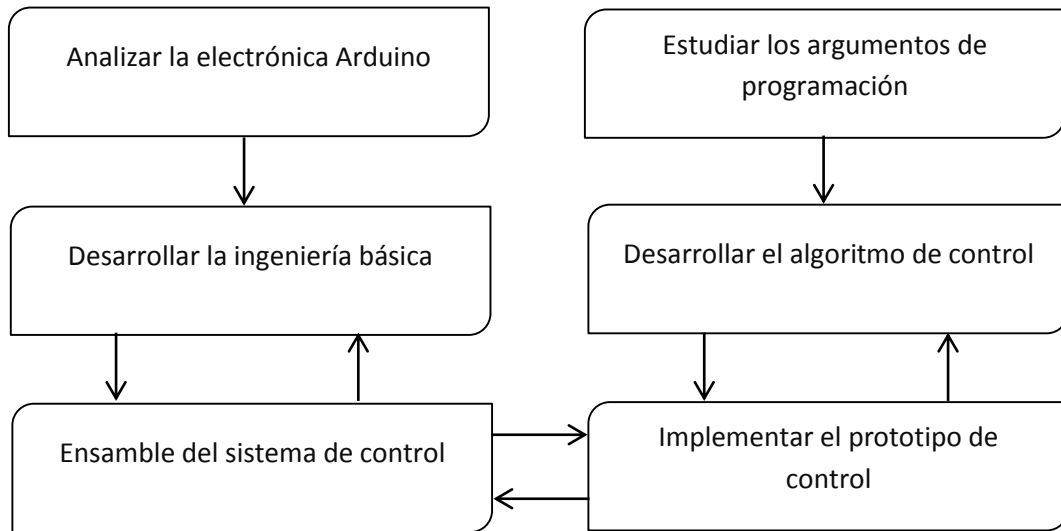 Analizar la electrónica Arduino
Estudiar los argumentos de
programación
Desarrollar la ingeniería básica
Desarrollar el algoritmo de control
Ensamble del sistema de control
Implementar el prototipo de
control